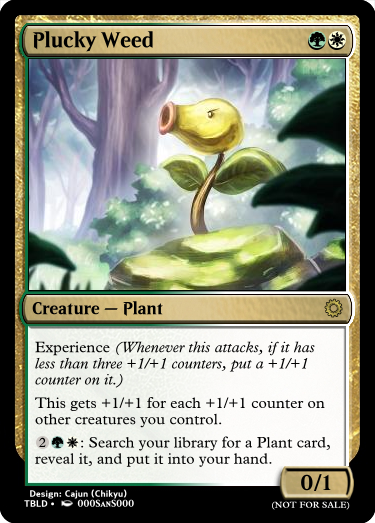 Plucky Weed
Creature — Plant
Experience (Whenever this attacks, if it has
less than three +1/+1 counters, put a +1/+1
counter on it.)
This gets +1/+1 for each +1/+1 counter on
other creatures you control.
2: Search your library for a Plant card,
reveal it, and put it into your hand.
0/1
Design: Cajun (Chikyu)
TBLD • 000SANS000
(NOT FOR SALE)